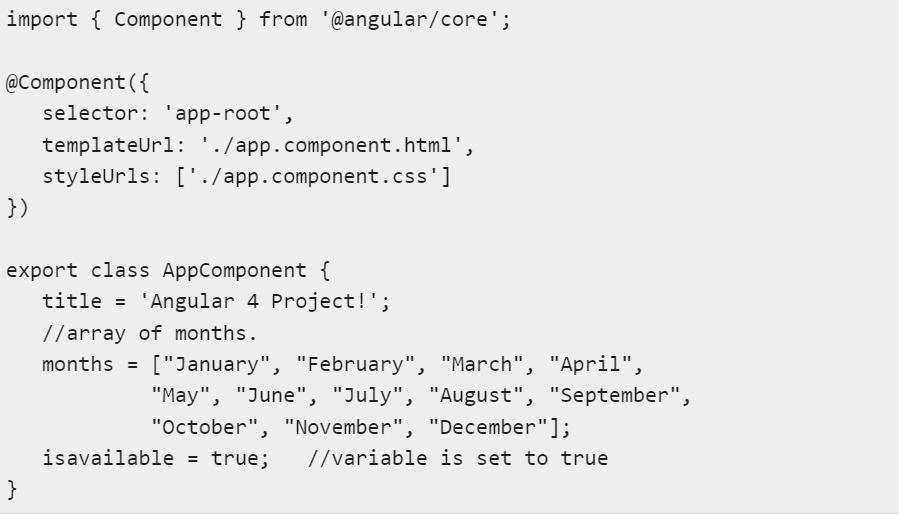 import { Component } from '@angular/core';
@Component({
selector: 'app-root',
templateUrl: './app.component.html',
styleUrls: ['./app.component.css']
})
export class AppComponent {
title = 'Angular 4 Project!';
//array of months.
months = ["January", "February", "March", "April",
"May", "June", "July", "August", "September",
"October", "November", "December"];
isavailable = true;   //variable is set to true
}